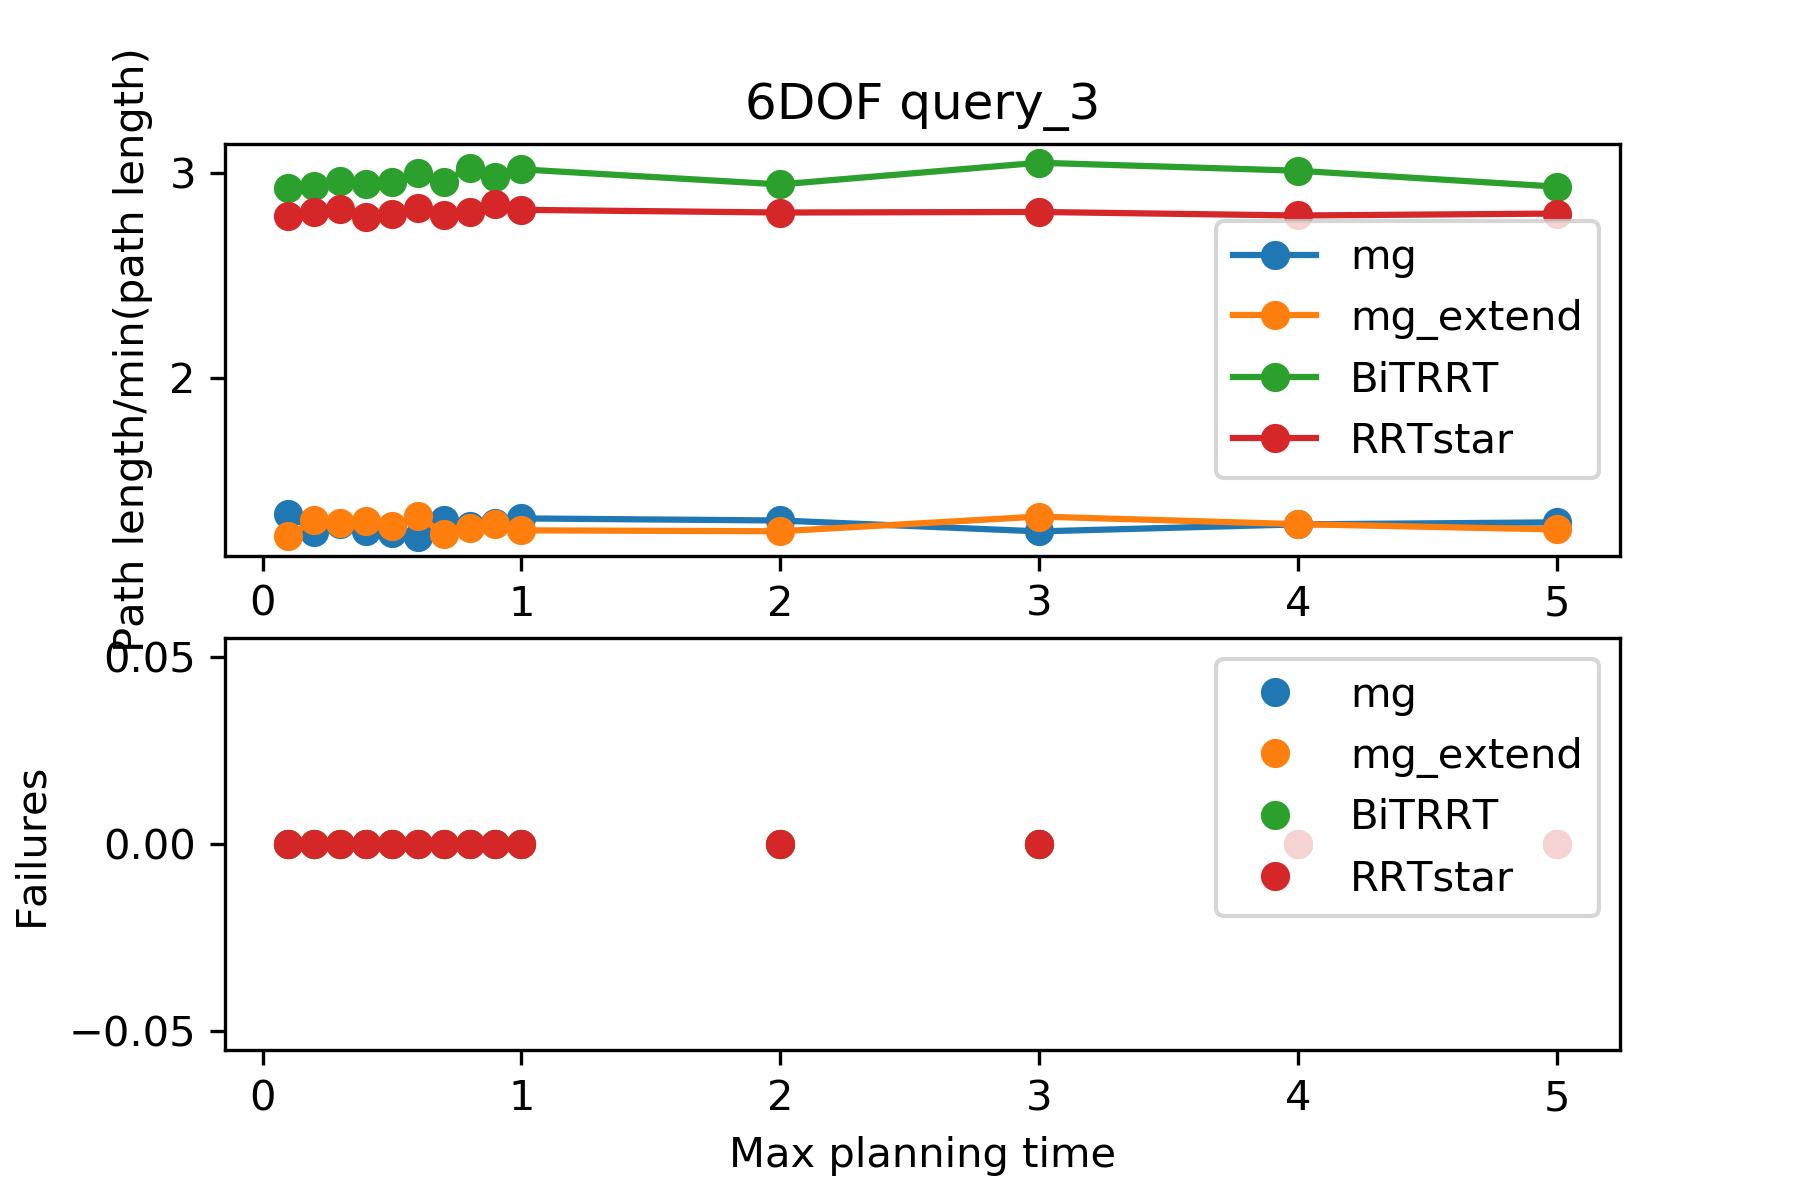 6DOF query_3
Path length/min(path length)
3
2
mg
mg_extend
BiTRRT
RRTstar
0 1 2 3 4 5
0.05
0.00
−0.05
Failures
mg
mg_extend
BiTRRT
RRTstar
0 1 2 3 4 5
Max planning time